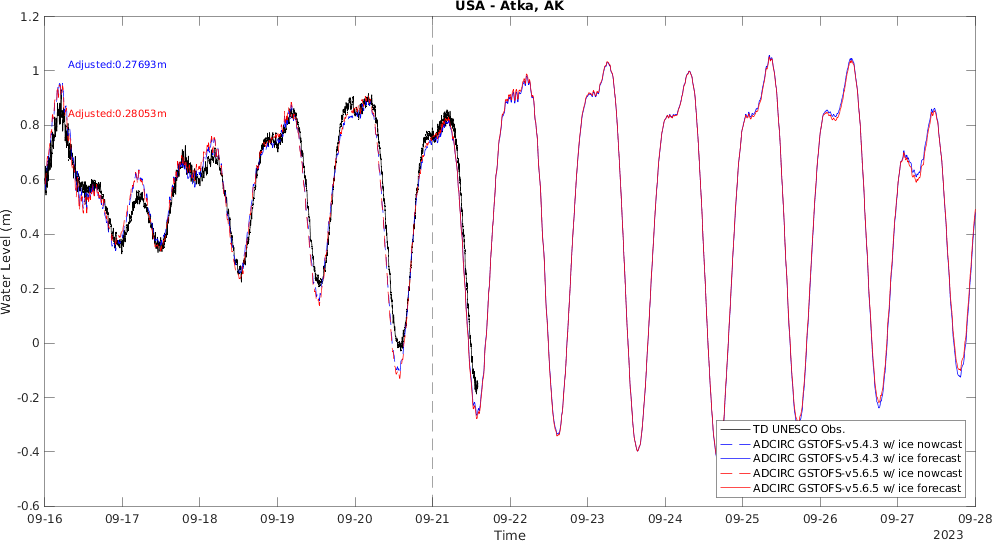 USA - Atka, AK
1.2
1
0.8
0.6
0.4
0.2
0
-0.2
-0.4
-0.6
Water Level (m)
Adjusted:0.27693m
Adjusted:0.28053m
TD UNESCO Obs.
ADCIRC GSTOFS-v5.4.3 w/ ice nowcast
ADCIRC GSTOFS-v5.4.3 w/ ice forecast
ADCIRC GSTOFS-v5.6.5 w/ ice nowcast
ADCIRC GSTOFS-v5.6.5 w/ ice forecast
09-16 09-17 09-18 09-19 09-20 09-21 09-22 09-23 09-24 09-25 09-26 09-27 09-28
Time
2023